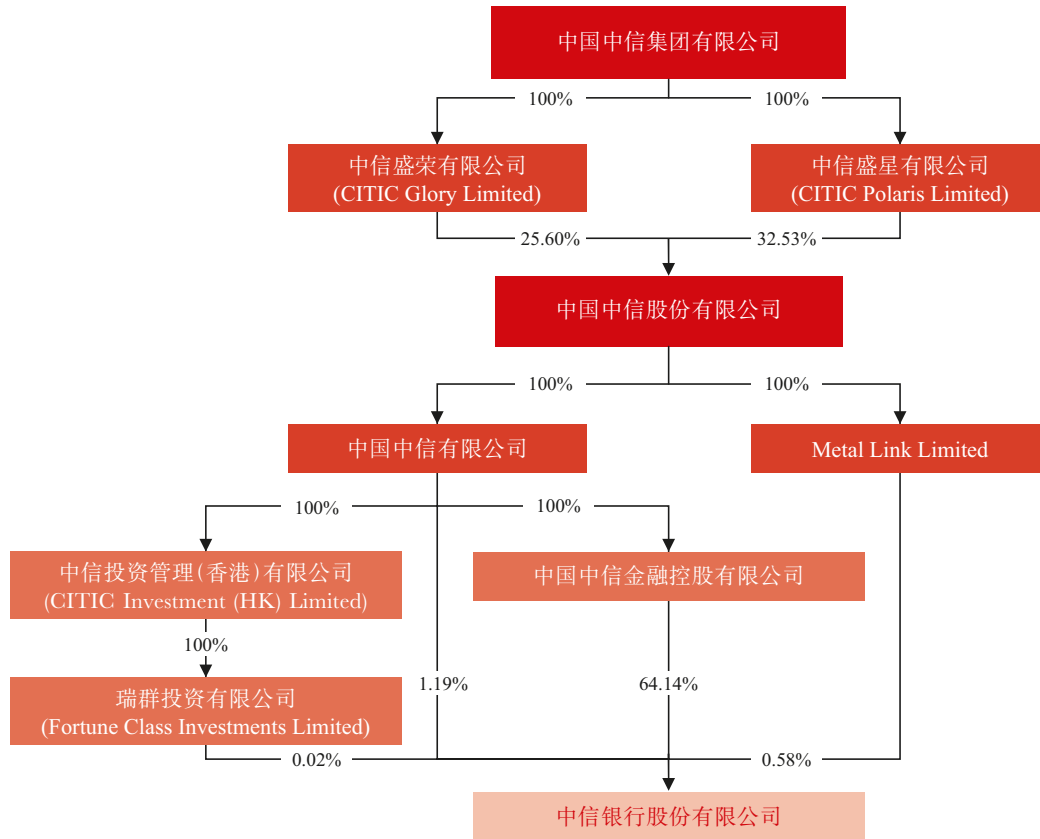 中国中信集团有限公司
100%
100%
中信盛荣有限公司
(CITIC Glory Limited)
中信盛星有限公司
(CITIC Polaris Limited)
25.60%
32.53%
中国中信股份有限公司
100%
100%
中国中信有限公司
Metal Link Limited
100%
100%
中信投资管理(香港)有限公司
(CITIC Investment (HK) Limited)
中国中信金融控股有限公司
100%
瑞群投资有限公司
(Fortune Class Investments Limited)
1.19%
64.14%
0.02%
0.58%
中信银行股份有限公司